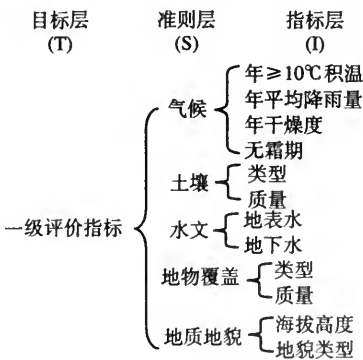 目标层 准则层 指标层
(T) (S) (I)
年≥10℃积温
年平均降雨量
气候
年干燥度
无霜期
类型
土壤
质量
地表水
一级评价指标 水文
地下水
类型
地物覆盖
质量
海拔高度
地质地貌
地貌类型